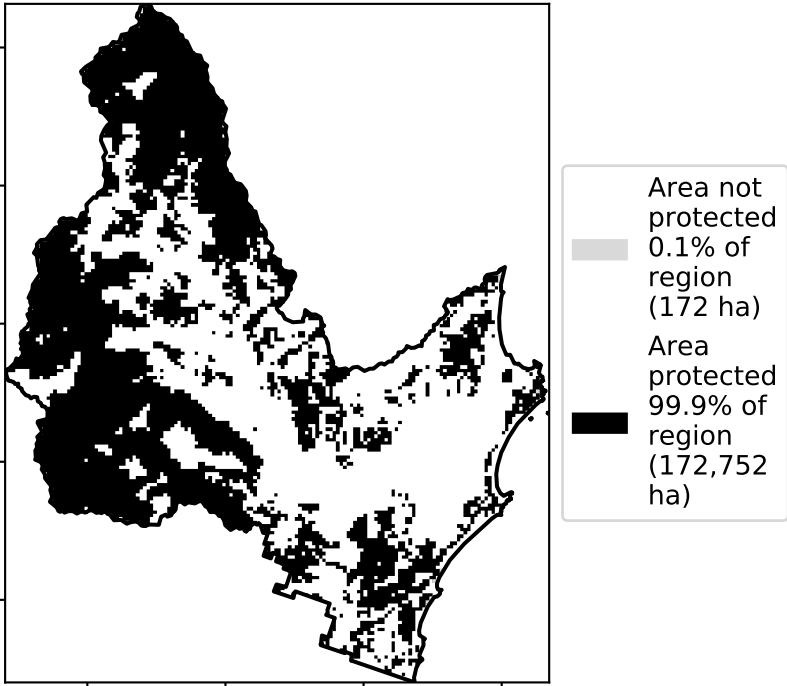 Area not
protected
0.1% of
region
(172 ha)
Area
protected
99.9% of
region
(172,752
ha)